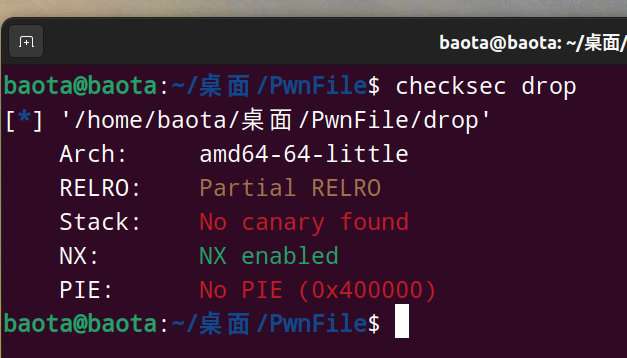 baota@baota: ~/桌面/
baota@baota:~/桌面/PwnFile$ checksec drop
[*] '/home/baota/桌面/PwnFile/drop'
Arch: amd64-64-little
RELRO: Partial RELRO
Stack: No canary found
NX: NX enabled
PIE: No PIE (0x400000)
baota@baota:~/桌面/PwnFile$